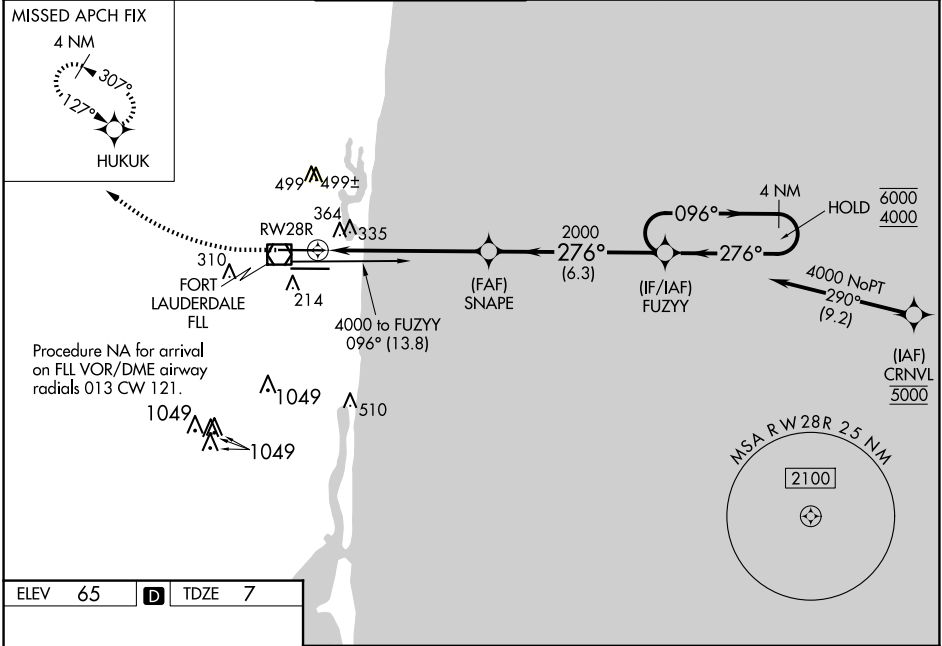 MISSED APCH FIX
4 NM
307°
127°
HUKUK
499
499±
364
335
RW28R
310
FORT
LAUDERDALE
FLL
214
4000 to FUZYY
096° (13.8)
Procedure NA for arrival
on FLL VOR/DME airway
radials 013 CW 121.
1049
1049
1049
510
(FAF)
SNAPE
2000
276°
(6.3)
(IF/IAF)
FUZYY
096°
276°
4 NM
HOLD
6000
4000
4000 NoPT
290°
(9.2)
(IAF)
CRNVL
5000
MSA RW28R 25 NM
2100
ELEV 65 D TDZE 7